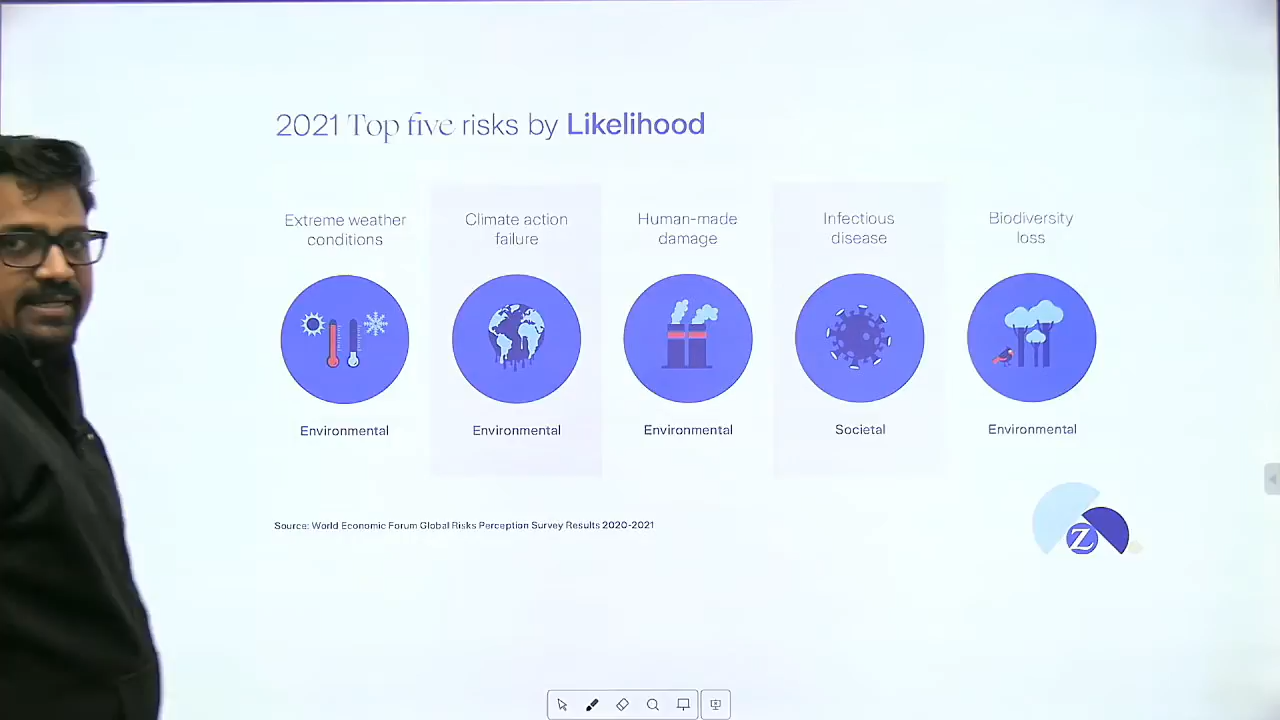 2021 Top five risks by Likelihood
Extreme weather
conditions
Climate action
failure
Human-made
damage
Infectious
disease
Biodiversity
loss
Environmental
Environmental
Environmental
Societal
Environmental
Source: World Economic Forum Global Risks Perception Survey Results 2020-2021
Z